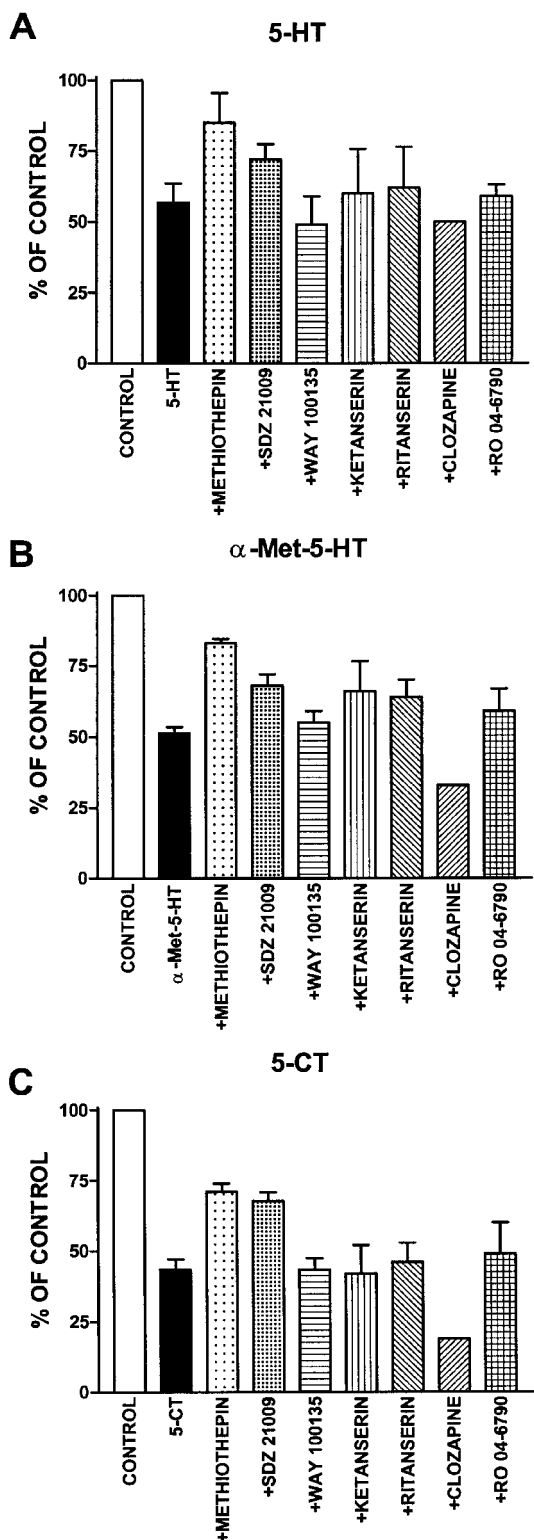 A
5-HT
% OF CONTROL
100
75
50
25
0
CONTROL
5-HT
+METHIOTHEPIN
+SDZ 21009
+WAY 100135
+KETANSERIN
+RITANSERIN
+CLOZAPINE
+RO 04-6790
B
α-Met-5-HT
% OF CONTROL
100
75
50
25
0
CONTROL
α-Met-5-HT
+METHIOTHEPIN
+SDZ 21009
+WAY 100135
+KETANSERIN
+RITANSERIN
+CLOZAPINE
+RO 04-6790
C
5-CT
% OF CONTROL
100
75
50
25
0
CONTROL
5-CT
+METHIOTHEPIN
+SDZ 21009
+WAY 100135
+KETANSERIN
+RITANSERIN
+CLOZAPINE
+RO 04-6790